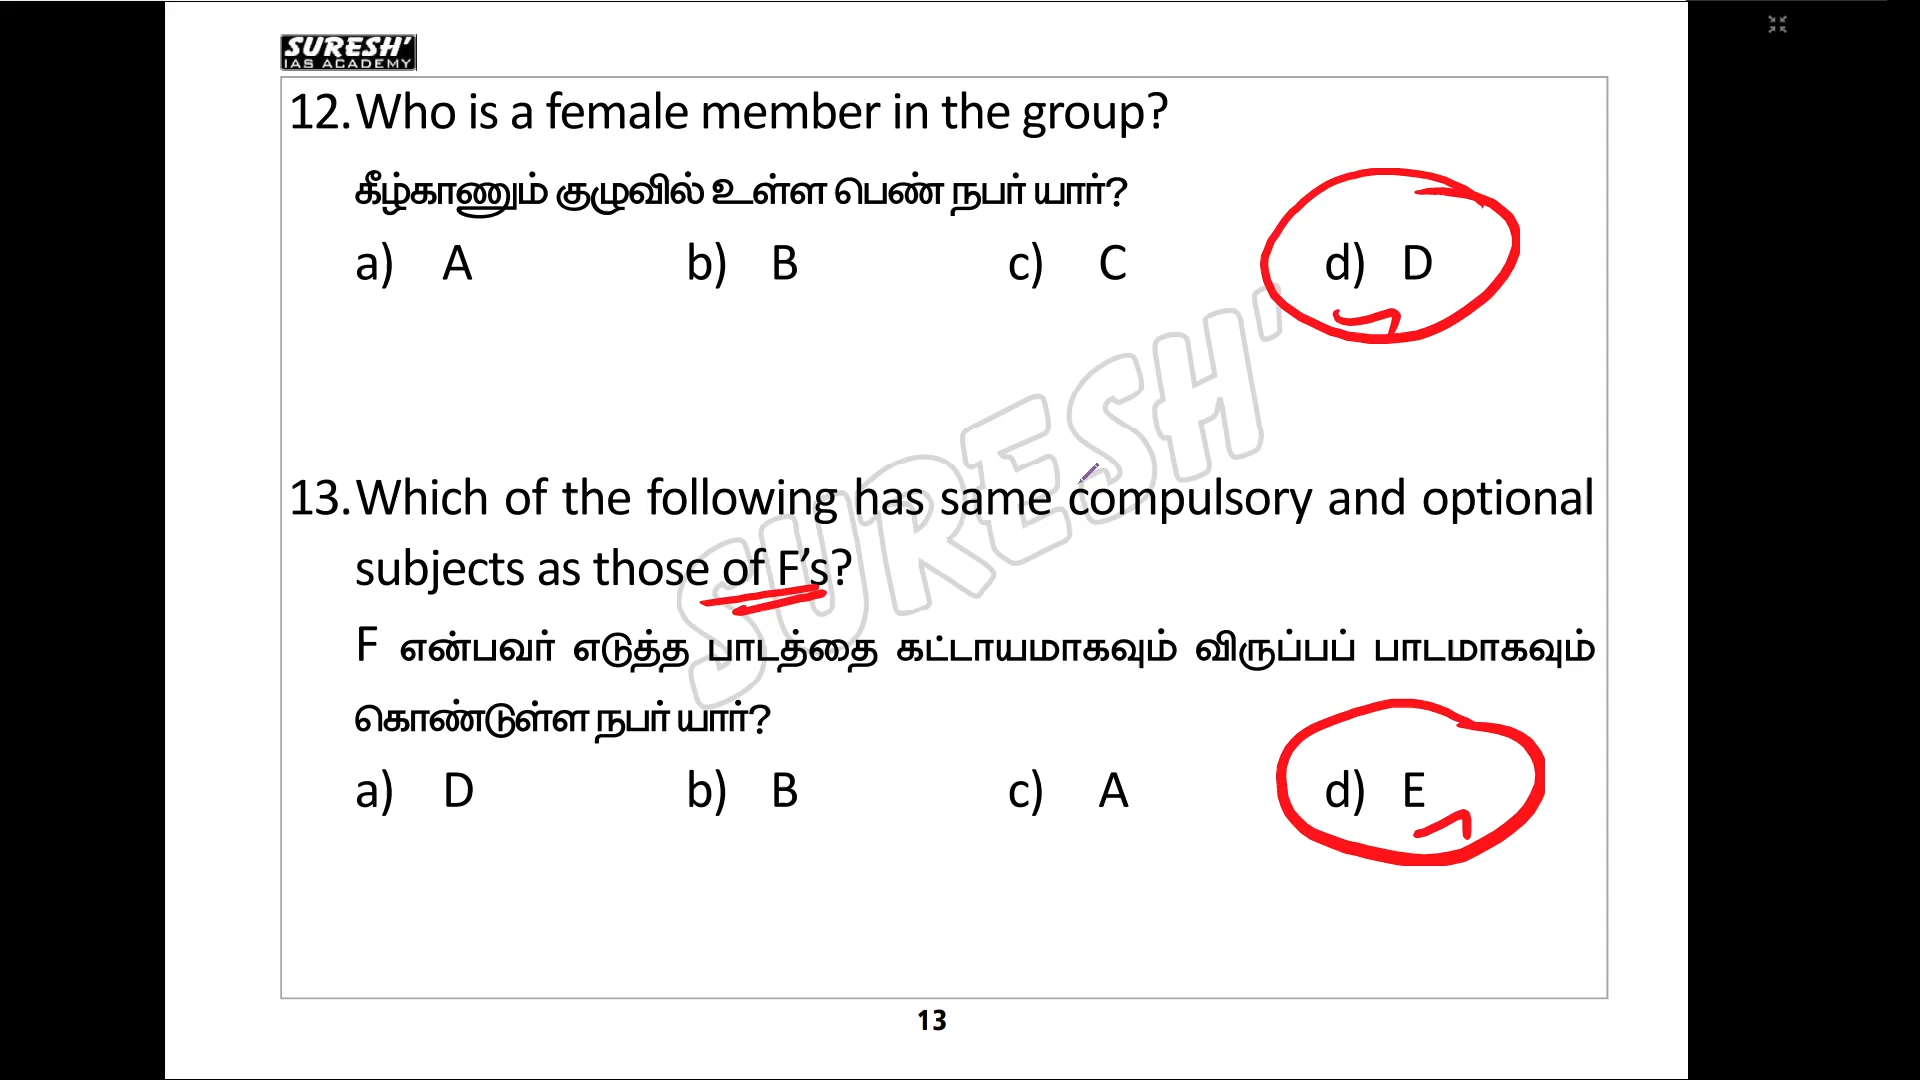 SURESH'
IAS ACADEMY
12. Who is a female member in the group?
கீழ்காணும் குழுவில் உள்ள பெண் நபர் யார்?
a) A b) B c) C d) D
SURESH'
13. Which of the following has same compulsory and optional
subjects as those of F's?
F என்பவர் எடுத்த பாடத்தை கட்டாயமாகவும் விருப்பப் பாடமாகவும்
கொண்டுள்ள நபர் யார்?
a) D b) B c) A d) E
13